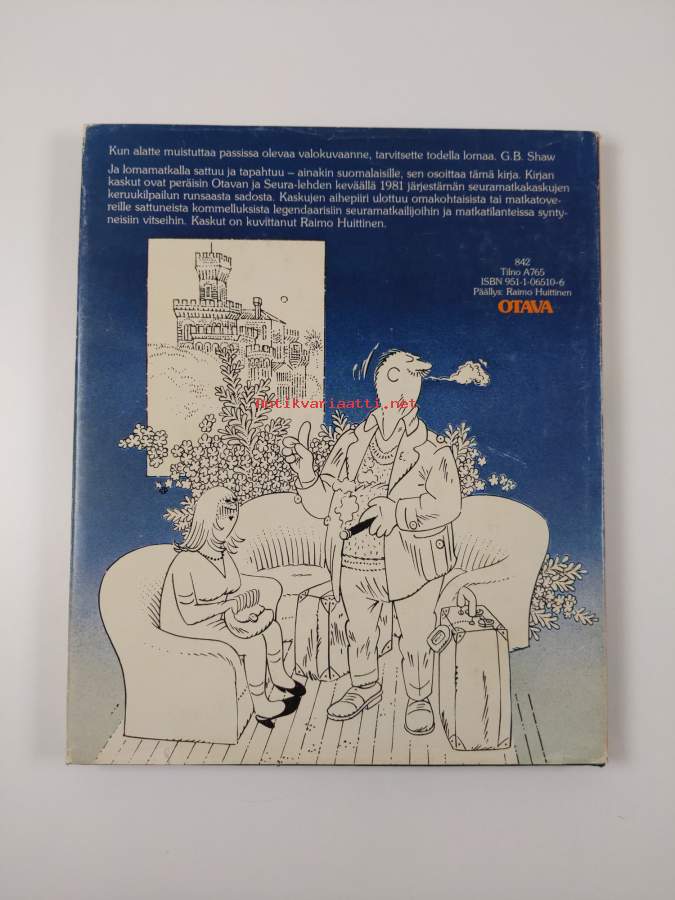 Kun alatte muistuttaa passissa olevaa valokuvaanne, tarvitsette todella lomaa. G.B. Shaw
Ja lomamatkalla sattuu ja tapahtuu – ainakin suomalaisille, sen osoittaa tämä kirja. Kirjan
kaskut ovat peräisin Otavan ja Seura-lehden keväällä 1981 järjestämän seuramatkakaskujen
keruukilpailun runsaasta sadosta. Kaskujen aihepiiri ulottuu omakohtaisista tai matkatove-
reille sattuneista kommelluksista legendaarisiin seuramatkailijoihin ja matkatilanteissa synty-
neisiin vitseihin. Kaskut on kuvittanut Raimo Huittinen.
842
Tilno A765
ISBN 951-1-06510-6
Päällys: Raimo Huittinen
OTAVA
Antikvariaatti.net